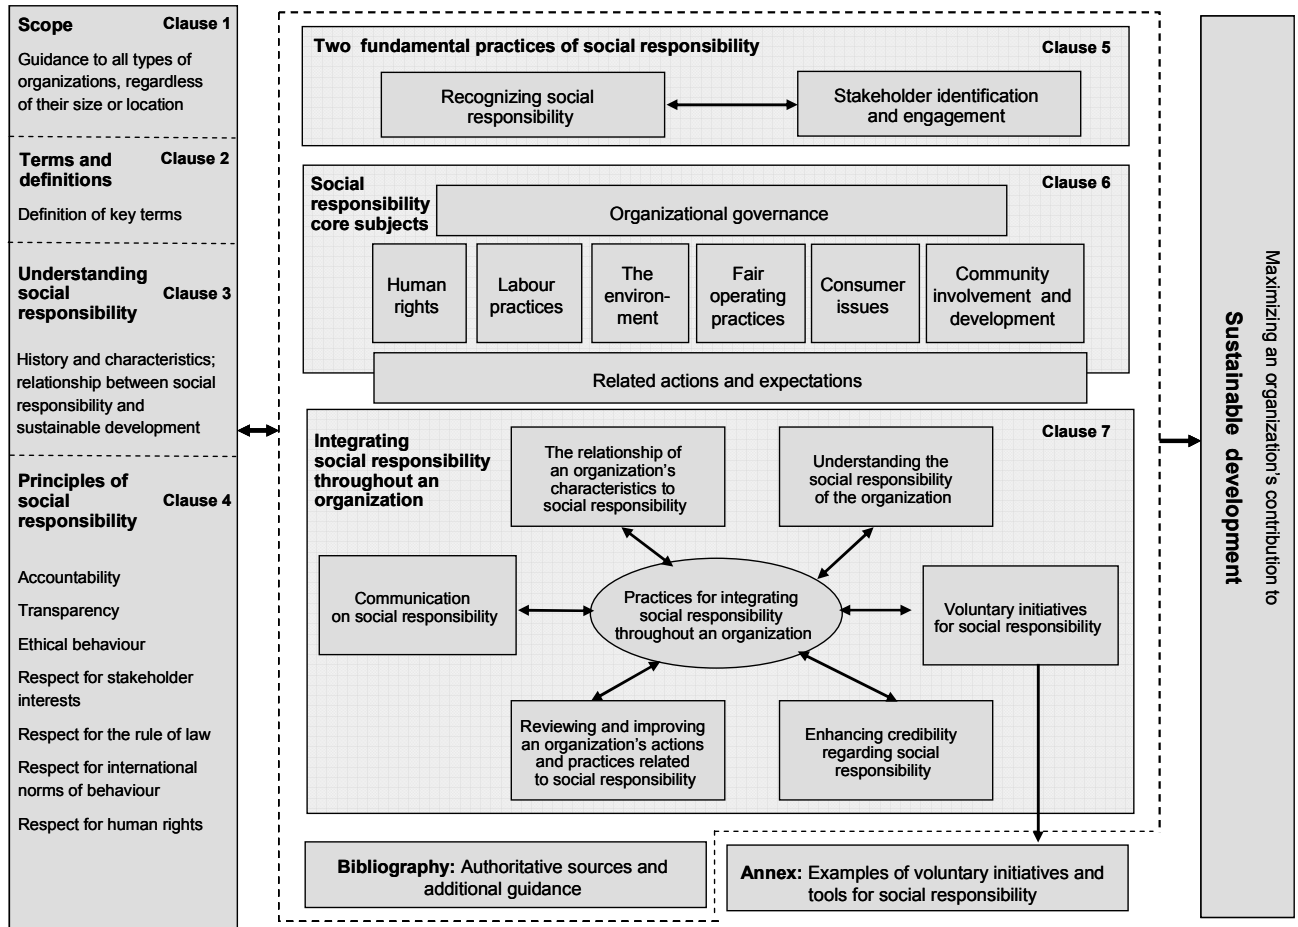 Scope
Clause 1
Guidance to all types of
organizations, regardless
of their size or location
Terms and
definitions
Clause 2
Definition of key terms
Understanding
social
responsibility
Clause 3
History and characteristics;
relationship between social
responsibility and
sustainable development
Principles of
social
responsibility
Clause 4
Accountability
Transparency
Ethical behaviour
Respect for stakeholder
interests
Respect for the rule of law
Respect for international
norms of behaviour
Respect for human rights
Two fundamental practices of social responsibility
Clause 5
Recognizing social
responsibility
Stakeholder identification
and engagement
Social
responsibility
core subjects
Clause 6
Organizational governance
Human
rights
Labour
practices
The
environ-
ment
Fair
operating
practices
Consumer
issues
Community
involvement and
development
Related actions and expectations
Integrating
social responsibility
throughout an
organization
Clause 7
The relationship of
an organization's
characteristics to
social responsibility
Understanding the
social responsibility
of the organization
Communication
on social responsibility
Practices for integrating
social responsibility
throughout an organization
Voluntary initiatives
for social responsibility
Reviewing and improving
an organization's actions
and practices related
to social responsibility
Enhancing credibility
regarding social
responsibility
Bibliography: Authoritative sources and
additional guidance
Annex: Examples of voluntary initiatives and
tools for social responsibility
Maximizing an organization's contribution to
Sustainable development